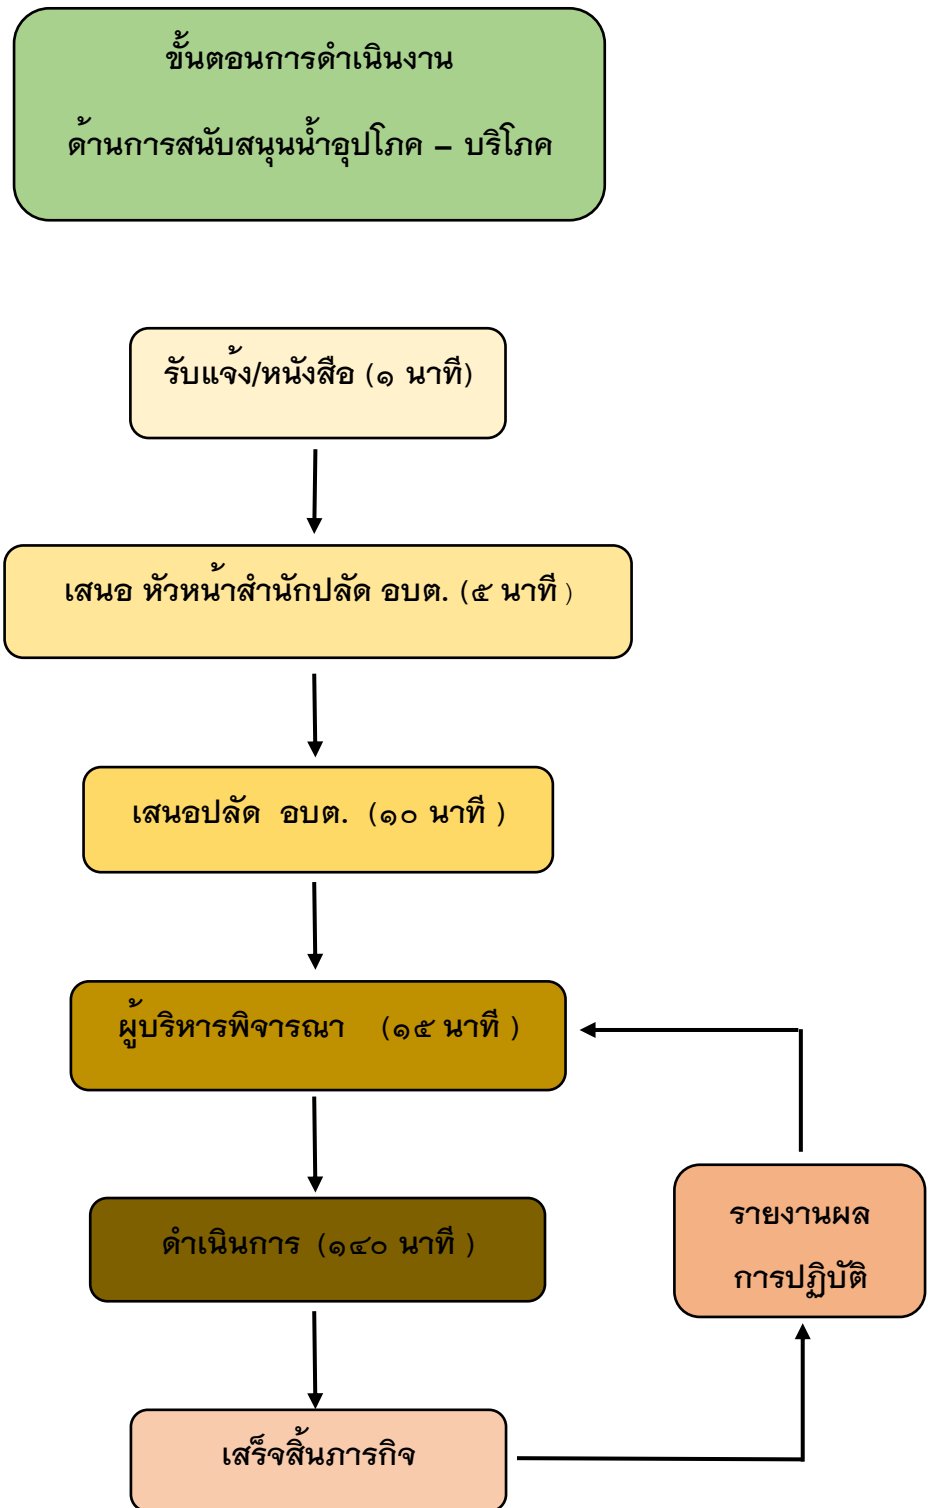 ขั้นตอนการดำเนินงาน
ด้านการสนับสนุนน้ำอุปโภค – บริโภค
รับแจ้ง/หนังสือ (๑ นาที)
เสนอ หัวหน้าสำนักปลัด อบต. (๕ นาที )
เสนอปลัด อบต. (๑๐ นาที )
ผู้บริหารพิจารณา (๑๕ นาที )
ดำเนินการ (๑๔๐ นาที )
รายงานผล
การปฏิบัติ
เสร็จสิ้นภารกิจ